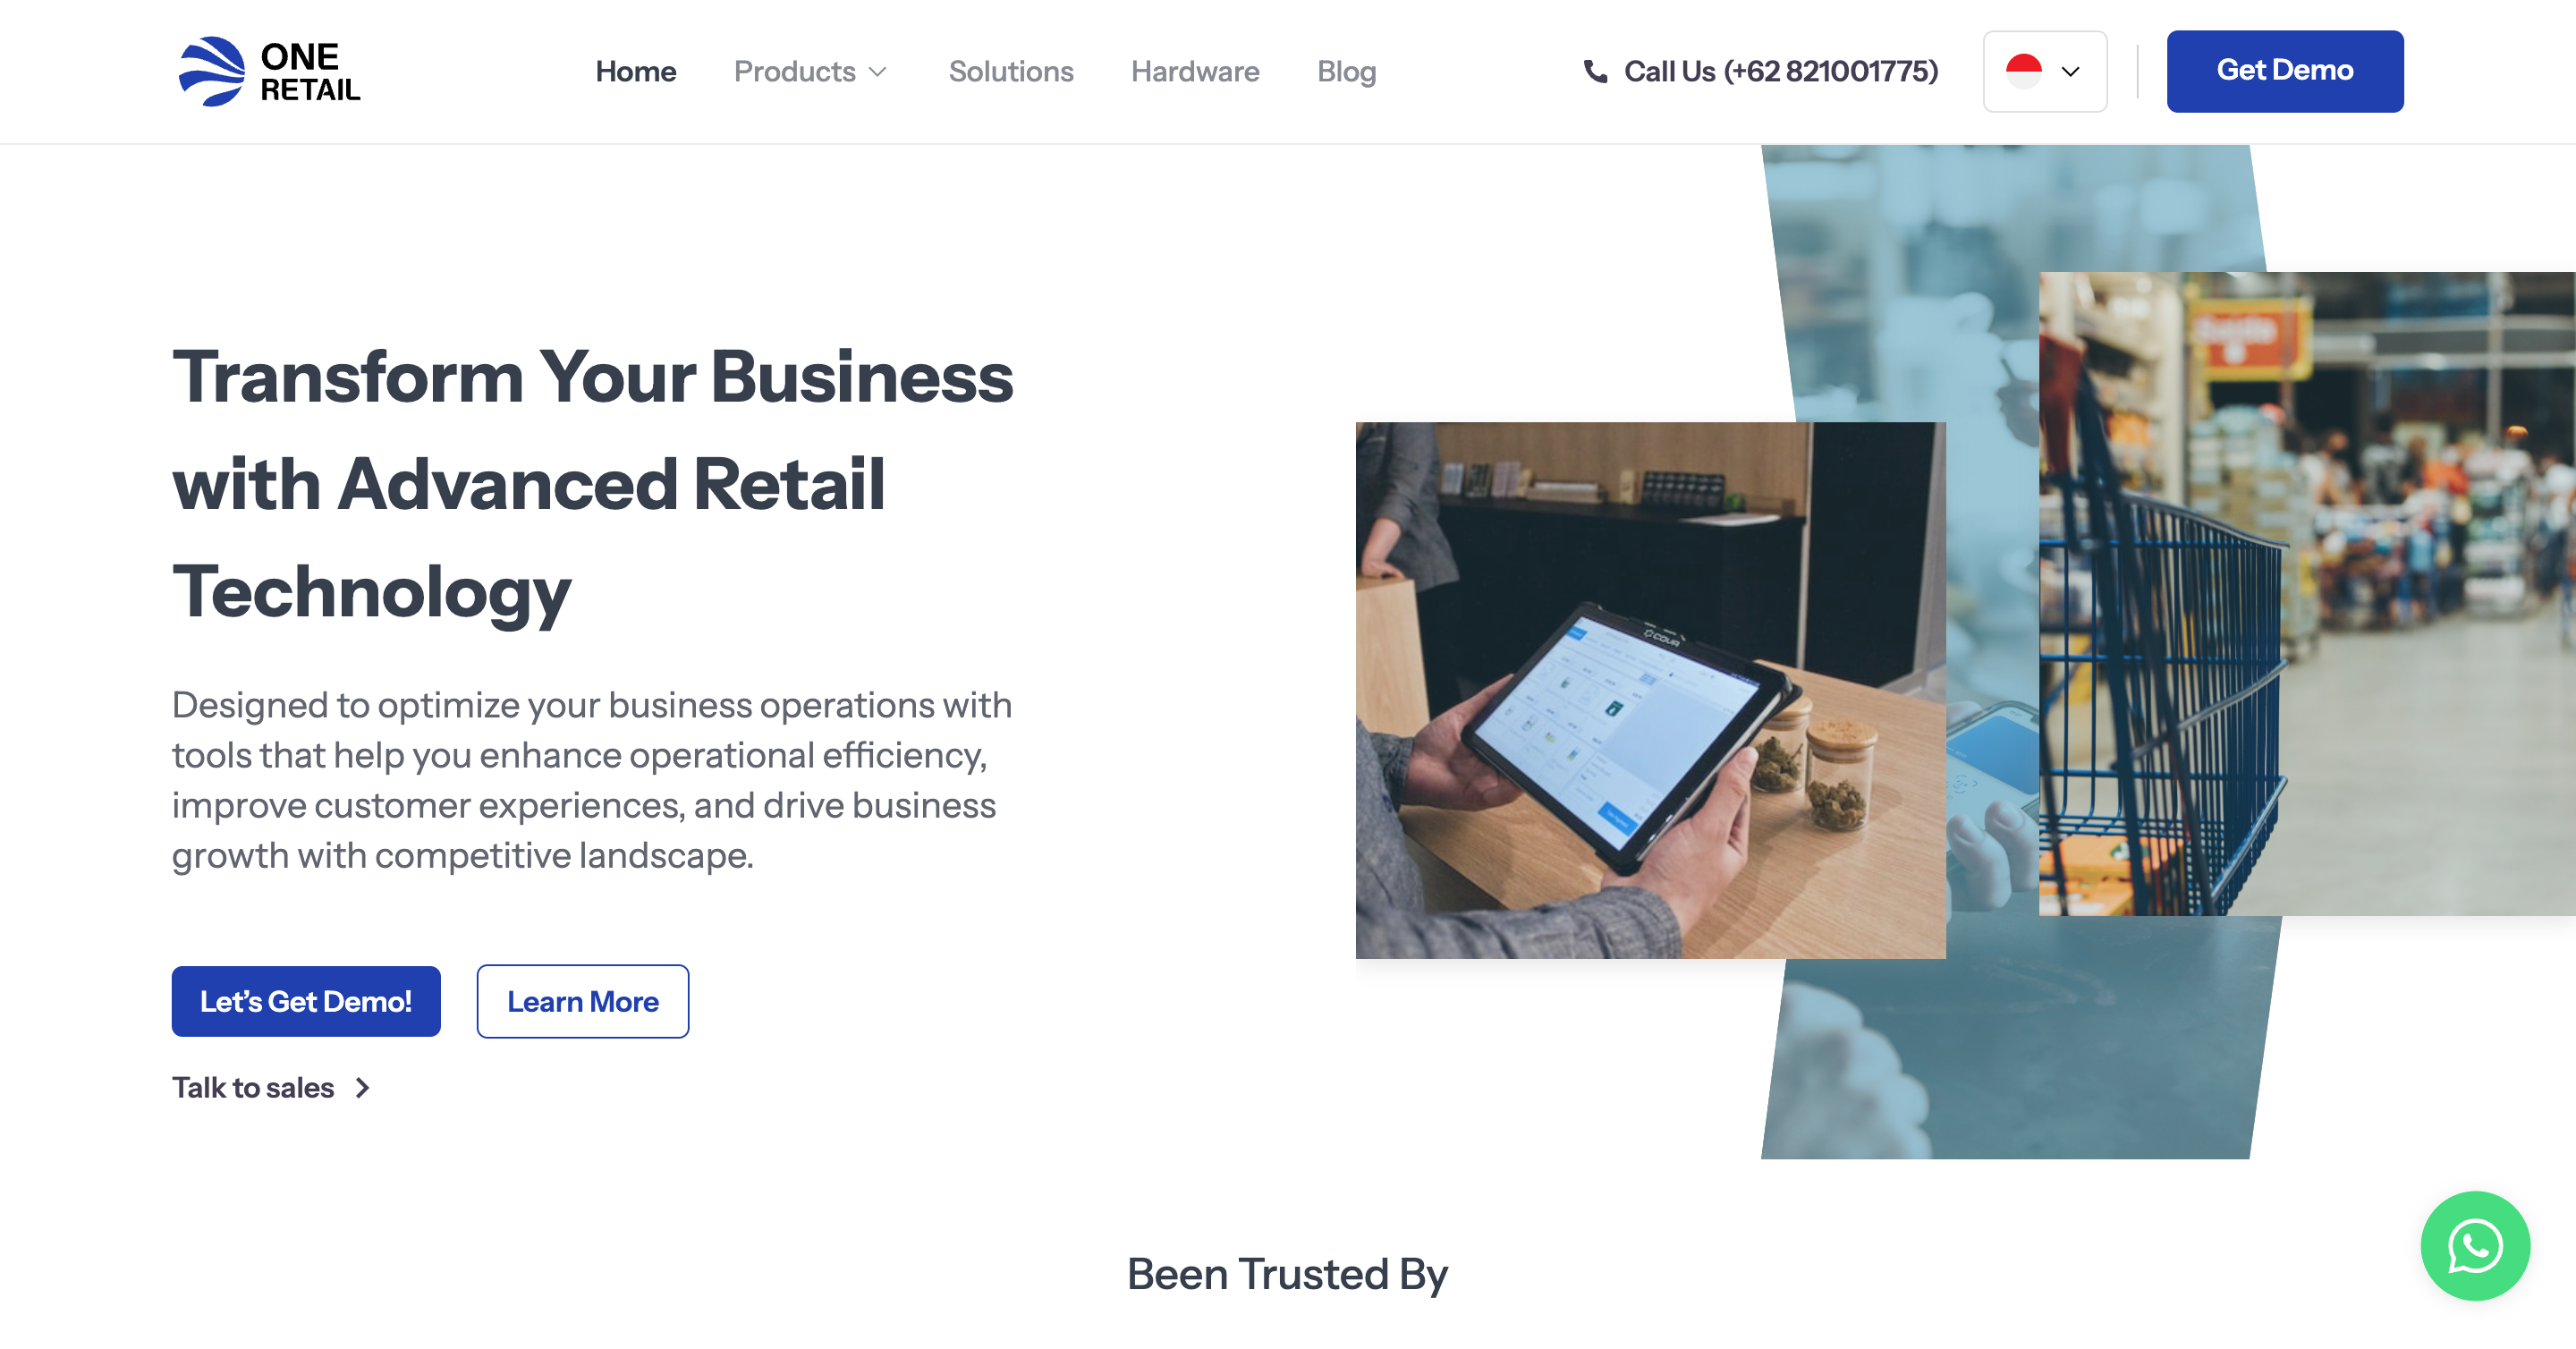 ONE
RETAIL
Home
Products
Solutions
Hardware
Blog
Call Us (+62 821001775)
Get Demo
Transform Your Business
with Advanced Retail
Technology
Designed to optimize your business operations with
tools that help you enhance operational efficiency,
improve customer experiences, and drive business
growth with competitive landscape.
Let’s Get Demo!
Learn More
Talk to sales
COVA
Been Trusted By